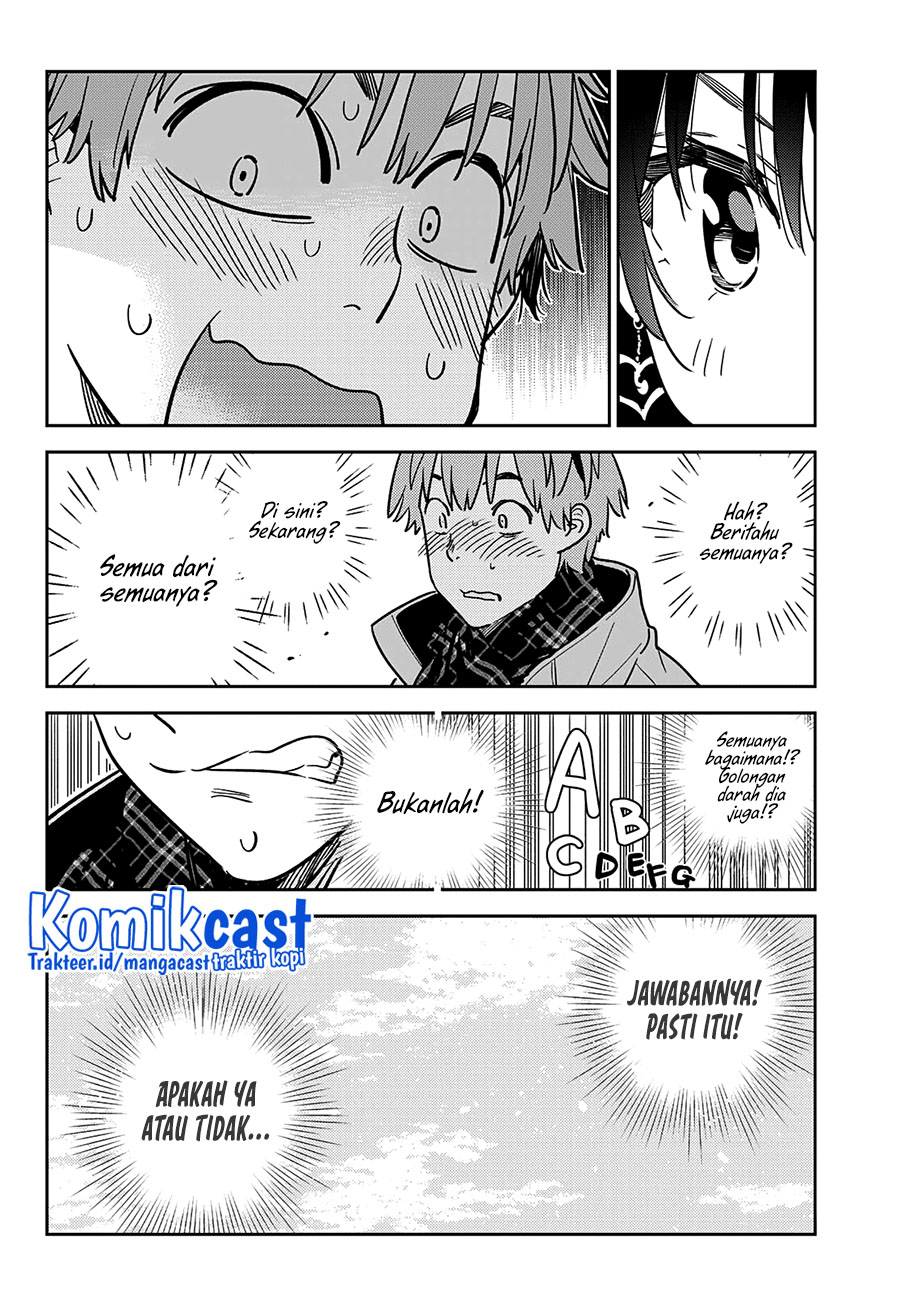 Hah?
Beritahu
semuanya?
Di sini?
Sekarang?
Semua dari
semuanya?
Semuanya
bagaimana!?
Golongan
darah dia
juga!?
A
B
C
D E F G
Bukanlah!
Komikcast
Trakteer.id/mangacast traktir kopi
JAWABANNYA!
PASTI ITU!
APAKAH YA
ATAU TIDAK...